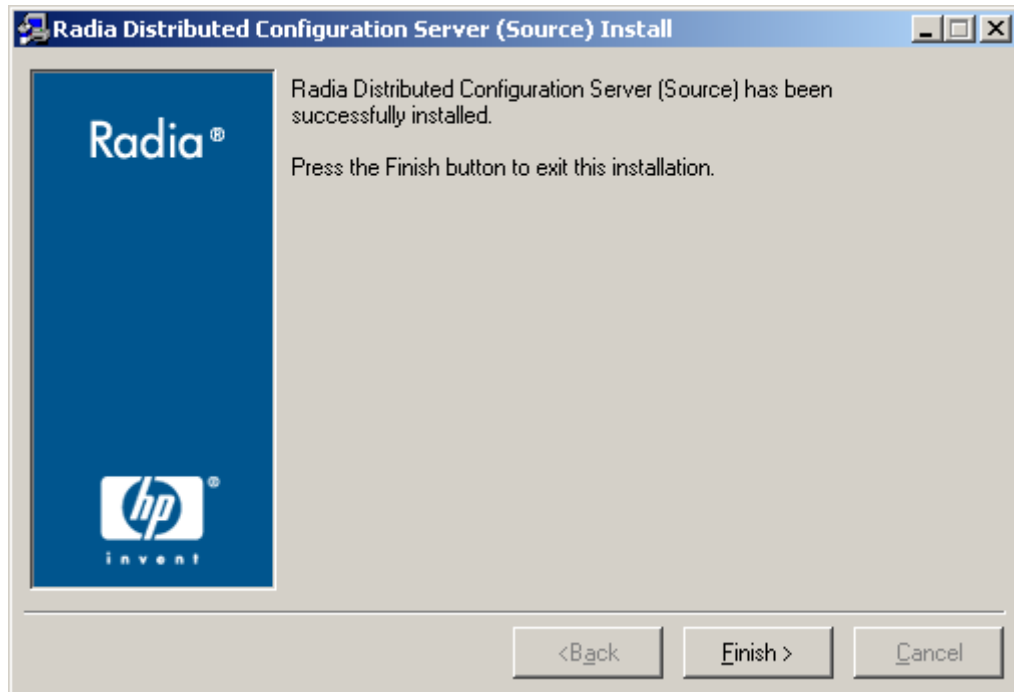 Radia Distributed Configuration Server (Source) Install
Radia®
Radia Distributed Configuration Server (Source) has been
successfully installed.
Press the Finish button to exit this installation.
hp®
invent
<Back
Finish >
Cancel